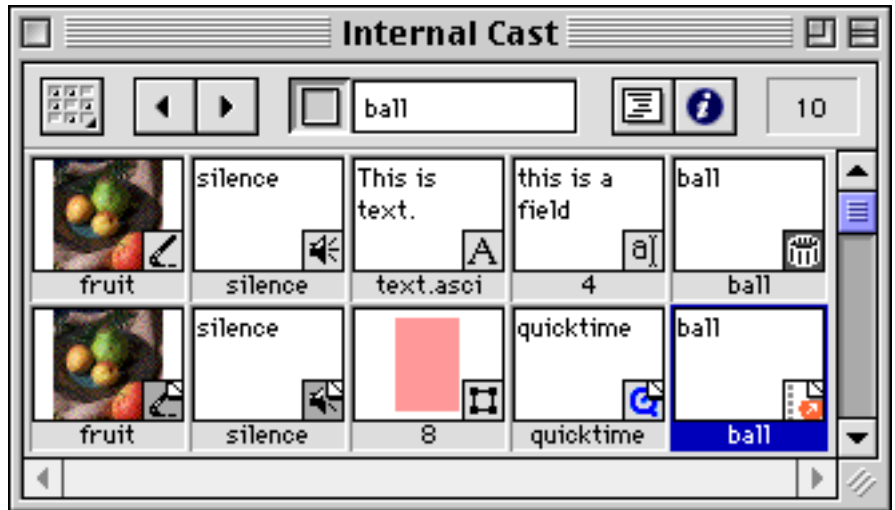 Internal Cast
ball
10
silence
This is
text.
this is a
field
ball
A
a
fruit
silence
text.asci
4
ball
silence
quicktime
ball
fruit
silence
8
quicktime
ball